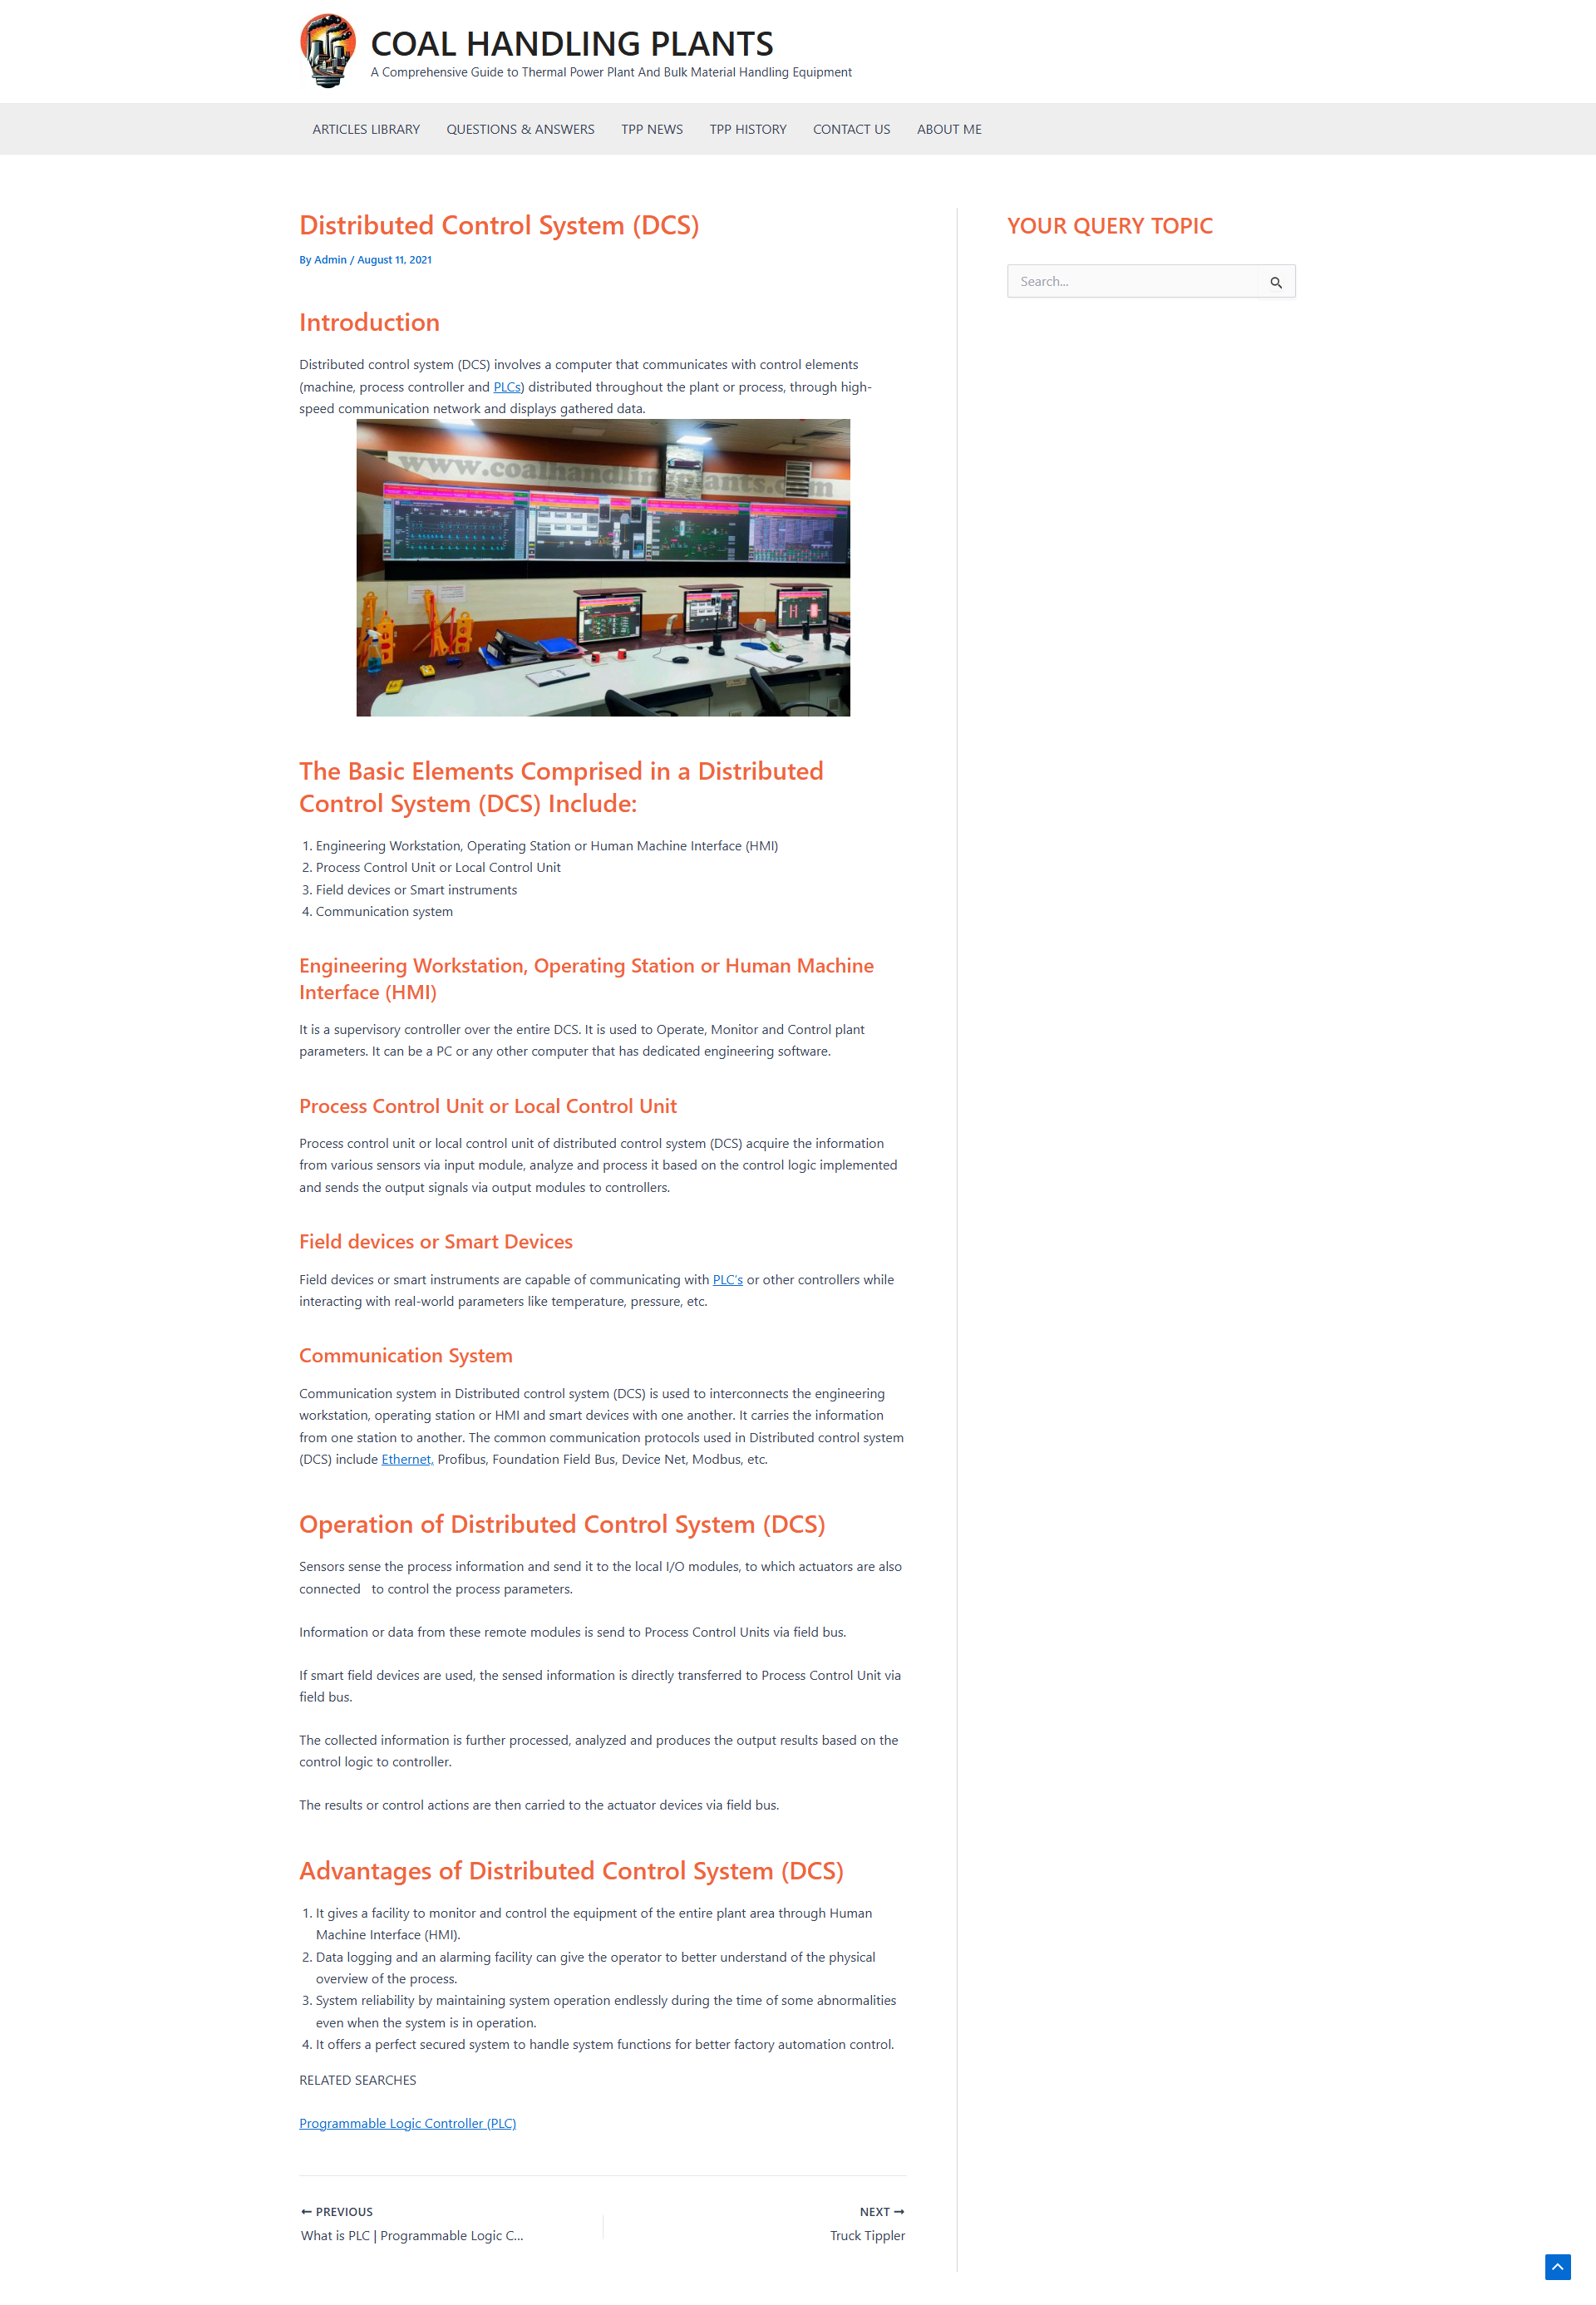 COAL HANDLING PLANTS
A Comprehensive Guide to Thermal Power Plant And Bulk Material Handling Equipment
ARTICLES LIBRARY QUESTIONS & ANSWERS TPP NEWS TPP HISTORY CONTACT US ABOUT ME
Distributed Control System (DCS)
By Admin / August 11, 2021
Introduction
Distributed control system (DCS) involves a computer that communicates with control elements
(machine, process controller and PLCs) distributed throughout the plant or process, through high-
speed communication network and displays gathered data.
www.coalhandlingplants.com
The Basic Elements Comprised in a Distributed
Control System (DCS) Include:
1. Engineering Workstation, Operating Station or Human Machine Interface (HMI)
2. Process Control Unit or Local Control Unit
3. Field devices or Smart instruments
4. Communication system
Engineering Workstation, Operating Station or Human Machine
Interface (HMI)
It is a supervisory controller over the entire DCS. It is used to Operate, Monitor and Control plant
parameters. It can be a PC or any other computer that has dedicated engineering software.
Process Control Unit or Local Control Unit
Process control unit or local control unit of distributed control system (DCS) acquire the information
from various sensors via input module, analyze and process it based on the control logic implemented
and sends the output signals via output modules to controllers.
Field devices or Smart Devices
Field devices or smart instruments are capable of communicating with PLC's or other controllers while
interacting with real-world parameters like temperature, pressure, etc.
Communication System
Communication system in Distributed control system (DCS) is used to interconnects the engineering
workstation, operating station or HMI and smart devices with one another. It carries the information
from one station to another. The common communication protocols used in Distributed control system
(DCS) include Ethernet, Profibus, Foundation Field Bus, Device Net, Modbus, etc.
Operation of Distributed Control System (DCS)
Sensors sense the process information and send it to the local I/O modules, to which actuators are also
connected   to control the process parameters.
Information or data from these remote modules is send to Process Control Units via field bus.
If smart field devices are used, the sensed information is directly transferred to Process Control Unit via
field bus.
The collected information is further processed, analyzed and produces the output results based on the
control logic to controller.
The results or control actions are then carried to the actuator devices via field bus.
Advantages of Distributed Control System (DCS)
1. It gives a facility to monitor and control the equipment of the entire plant area through Human
Machine Interface (HMI).
2. Data logging and an alarming facility can give the operator to better understand of the physical
overview of the process.
3. System reliability by maintaining system operation endlessly during the time of some abnormalities
even when the system is in operation.
4. It offers a perfect secured system to handle system functions for better factory automation control.
RELATED SEARCHES
Programmable Logic Controller (PLC)
← PREVIOUS
What is PLC | Programmable Logic C...
NEXT →
Truck Tippler
YOUR QUERY TOPIC
Search...